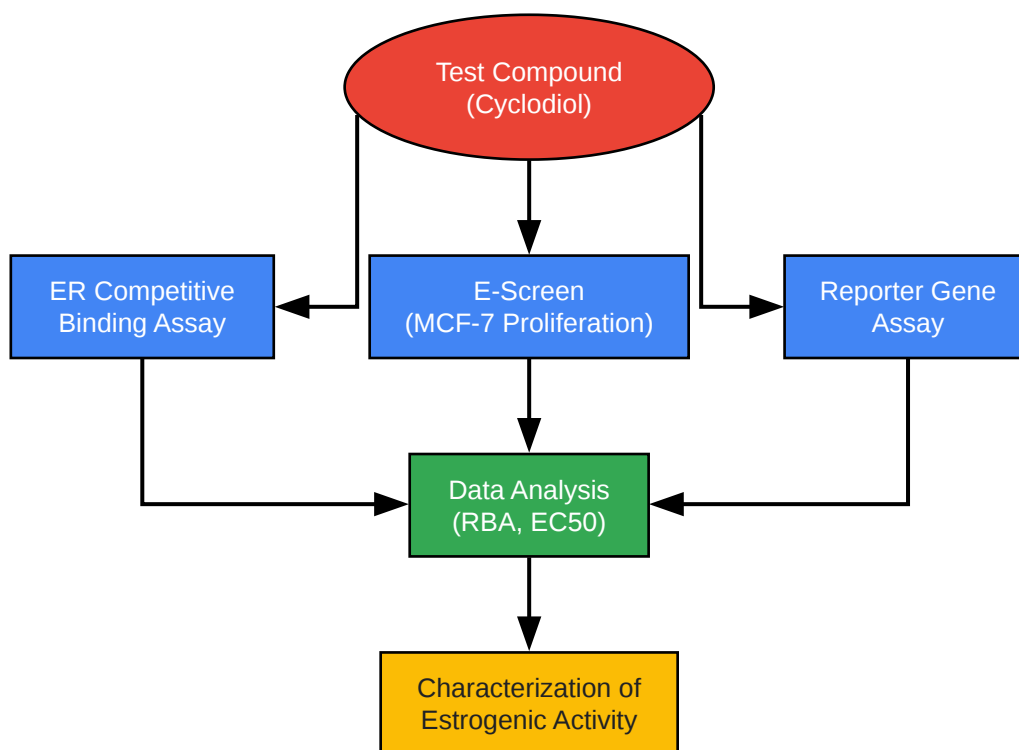 Test Compound
(Cyclodiol)
ER Competitive
Binding Assay
E-Screen
(MCF-7 Proliferation)
Reporter Gene
Assay
Data Analysis
(RBA, EC50)
Characterization of
Estrogenic Activity